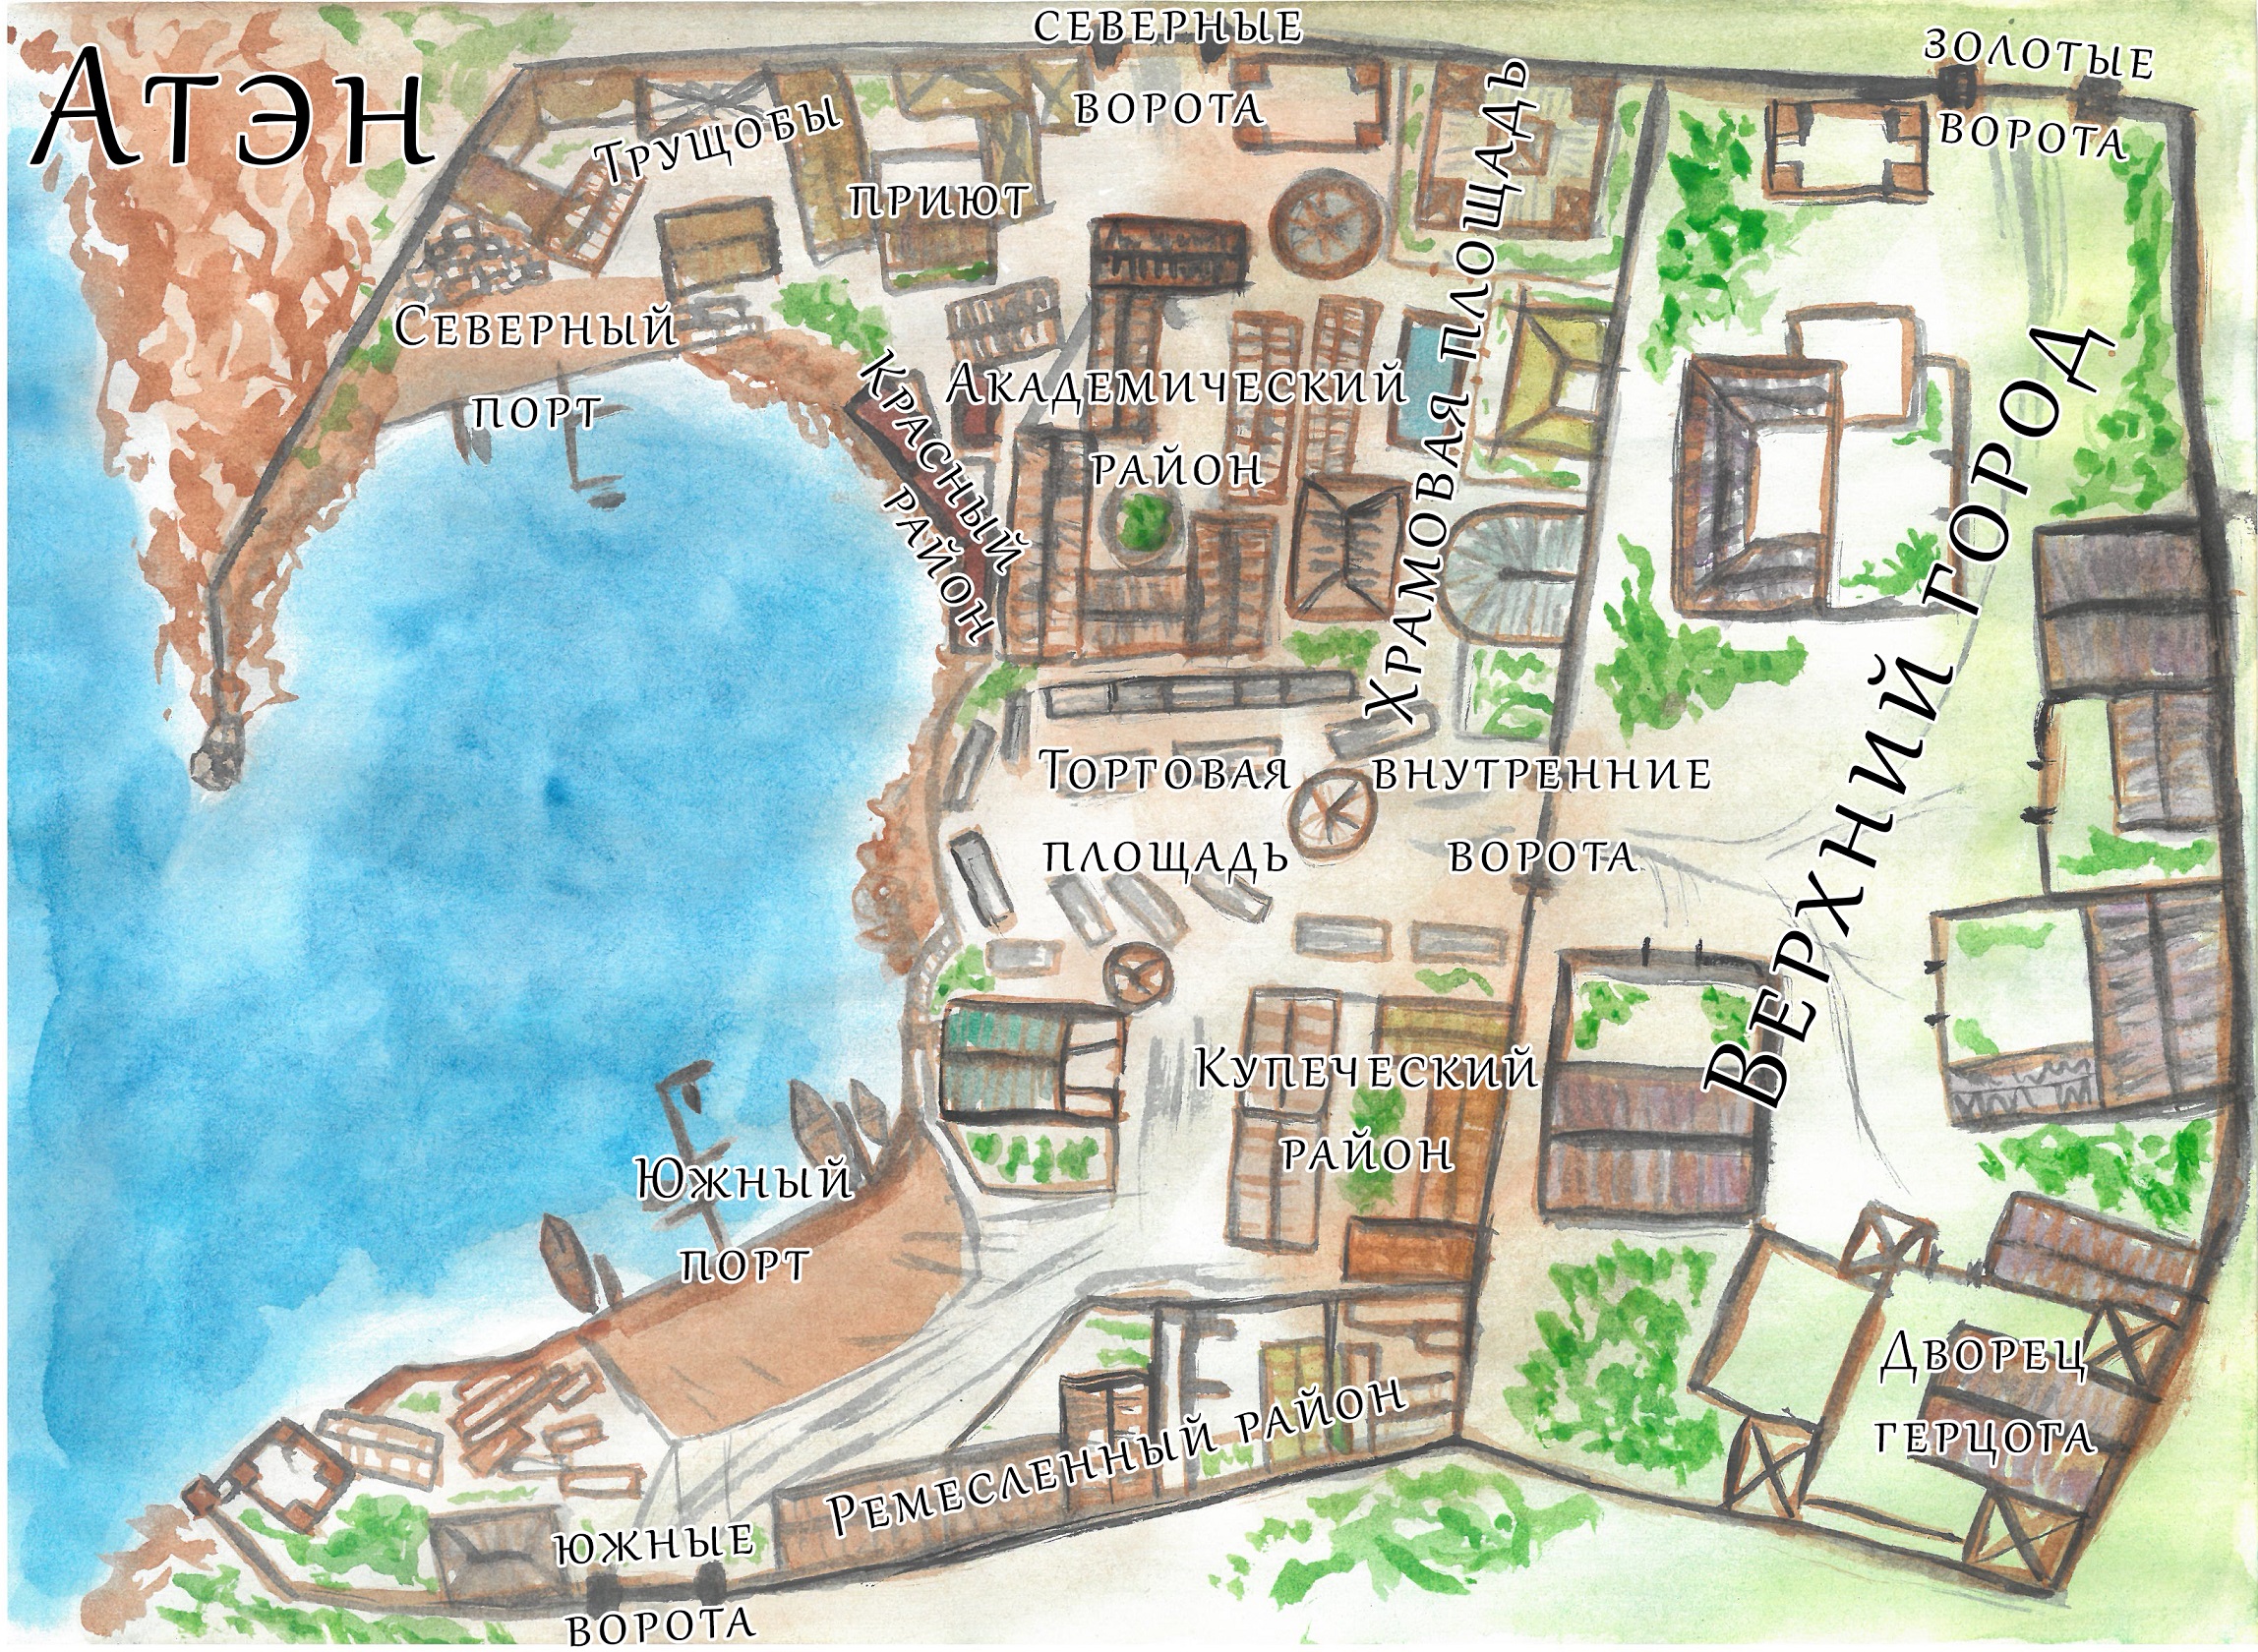 Атэн
СЕВЕРНЫЕ
ВОРОТА
ЗОЛОТЫЕ
ВОРОТА
Трущобы
ПРИЮТ
Северный
порт
Красный
район
Академический
район
Храмовая площадь
Верхний город
Торговая
площадь
Внутренние
ворота
Купеческий
район
Южный
порт
Дворец
герцога
Ремесленный район
Южные
ворота